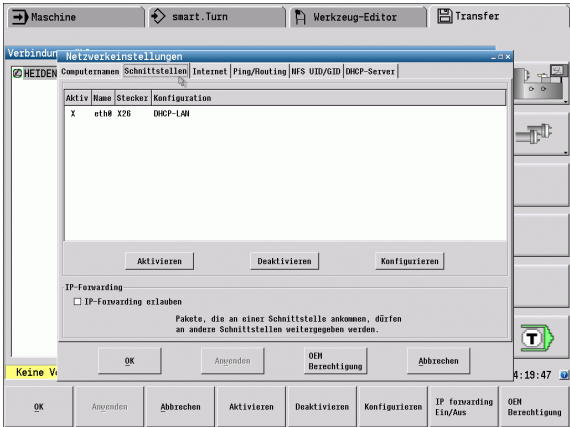 Maschine
smart.Turn
Werkzeug-Editor
Transfer
Netzwerkeinstellungen
HEIDEN
Computernamen Schnittstellen Internet Ping/Routing NFS UID/GID DHCP-Server
Aktiv Name Stecker Konfiguration
X eth0 X26 DHCP-LAN
Aktivieren Deaktivieren Konfigurieren
IP-Forwarding
IP-Forwarding erlauben
Pakete, die an einer Schnittstelle ankommen, dürfen
an andere Schnittstellen weitergegeben werden.
OK Anwenden OEM Berechtigung Abbrechen
Keine
4:19:47
OK Anwenden Abbrechen Aktivieren Deaktivieren Konfigurieren IP forwarding Ein/Aus OEM Berechtigung
T